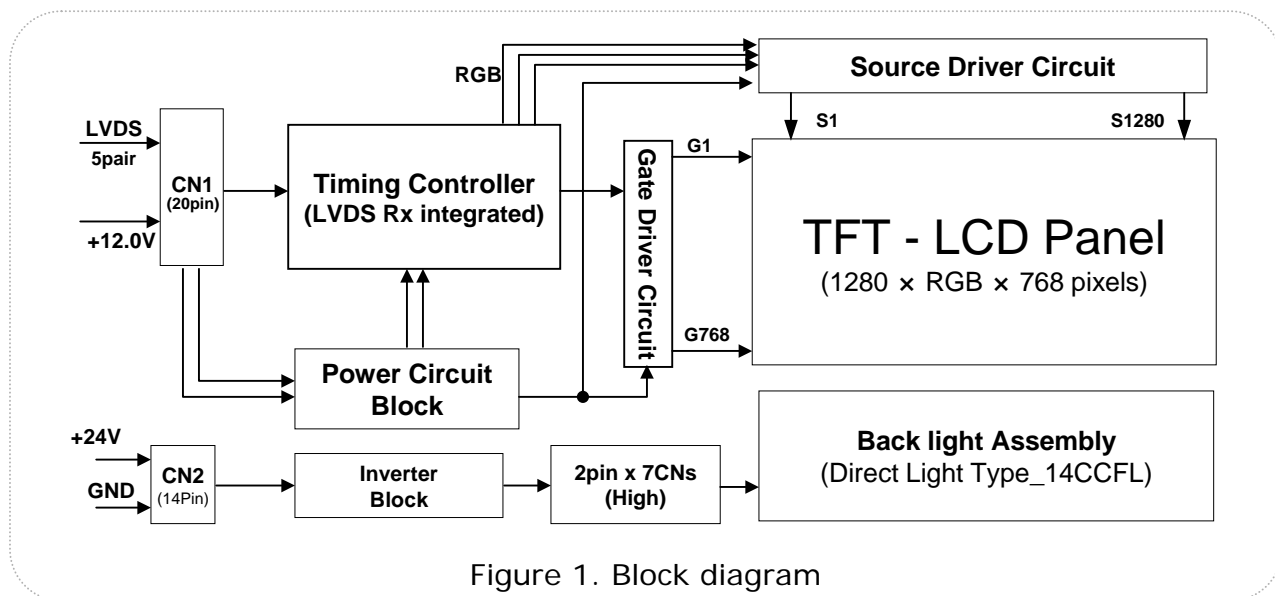 RGB
Source Driver Circuit
S1
S1280
LVDS
5pair
CN1
(20pin)
+12.0V
Timing Controller
(LVDS Rx integrated)
Gate Driver Circuit
G1
G768
TFT - LCD Panel
(1280 × RGB × 768 pixels)
Power Circuit
Block
+24V
GND
CN2
(14Pin)
Inverter
Block
2pin x 7CNs
(High)
Back light Assembly
(Direct Light Type_14CCFL)
Figure 1. Block diagram